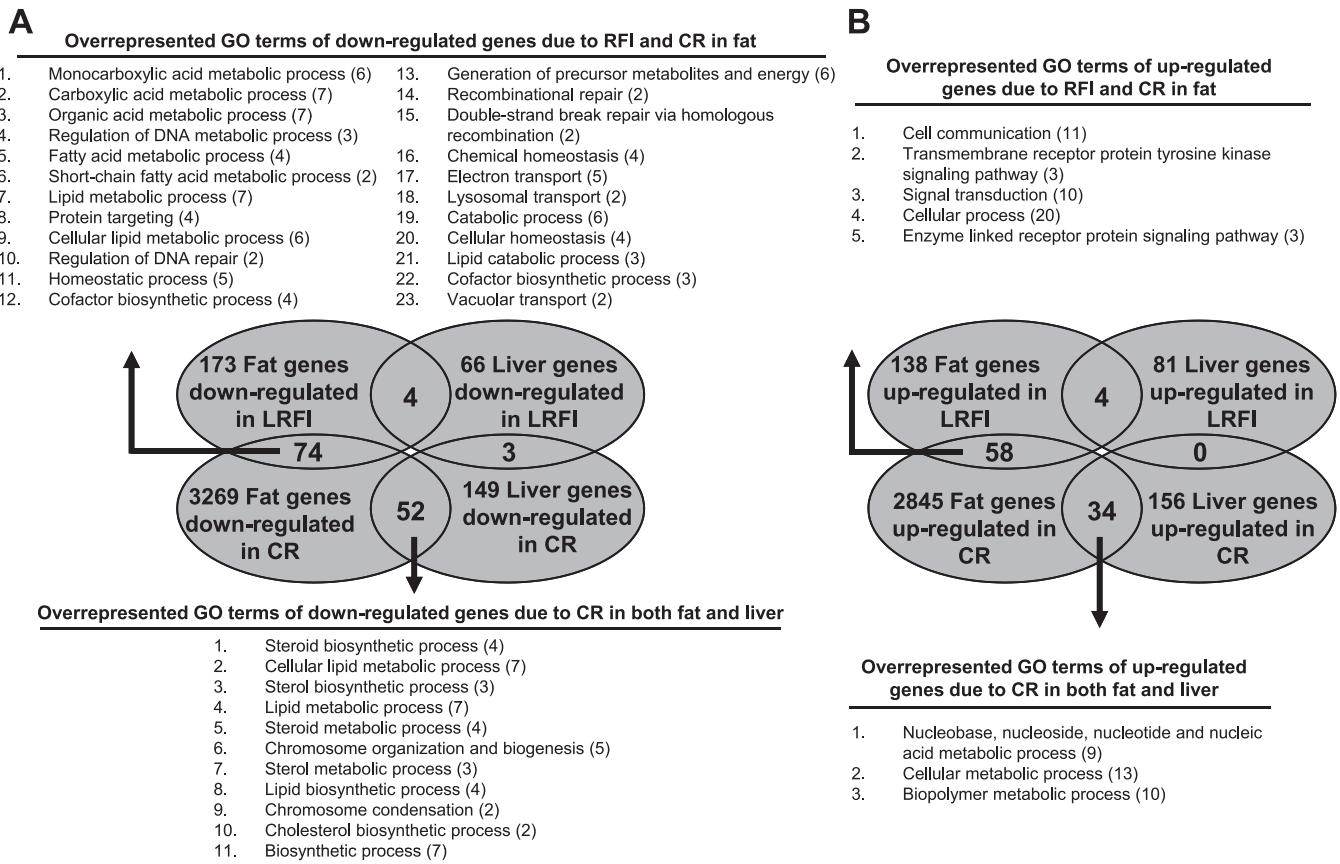 A
Overrepresented GO terms of down-regulated genes due to RFI and CR in fat
1. Monocarboxylic acid metabolic process (6)
2. Carboxylic acid metabolic process (7)
3. Organic acid metabolic process (7)
4. Regulation of DNA metabolic process (3)
5. Fatty acid metabolic process (4)
6. Short-chain fatty acid metabolic process (2)
7. Lipid metabolic process (7)
8. Protein targeting (4)
9. Cellular lipid metabolic process (6)
10. Regulation of DNA repair (2)
11. Homeostatic process (5)
12. Cofactor biosynthetic process (4)
13. Generation of precursor metabolites and energy (6)
14. Recombinational repair (2)
15. Double-strand break repair via homologous
recombination (2)
16. Chemical homeostasis (4)
17. Electron transport (5)
18. Lysosomal transport (2)
19. Catabolic process (6)
20. Cellular homeostasis (4)
21. Lipid catabolic process (3)
22. Cofactor biosynthetic process (3)
23. Vacuolar transport (2)
173 Fat genes
down-regulated
in LRFI
4
66 Liver genes
down-regulated
in LRFI
74
3
3269 Fat genes
down-regulated
in CR
52
149 Liver genes
down-regulated
in CR
Overrepresented GO terms of down-regulated genes due to CR in both fat and liver
1. Steroid biosynthetic process (4)
2. Cellular lipid metabolic process (7)
3. Sterol biosynthetic process (3)
4. Lipid metabolic process (7)
5. Steroid metabolic process (4)
6. Chromosome organization and biogenesis (5)
7. Sterol metabolic process (3)
8. Lipid biosynthetic process (4)
9. Chromosome condensation (2)
10. Cholesterol biosynthetic process (2)
11. Biosynthetic process (7)
B
Overrepresented GO terms of up-regulated
genes due to RFI and CR in fat
1. Cell communication (11)
2. Transmembrane receptor protein tyrosine kinase
signaling pathway (3)
3. Signal transduction (10)
4. Cellular process (20)
5. Enzyme linked receptor protein signaling pathway (3)
138 Fat genes
up-regulated in
LRFI
4
81 Liver genes
up-regulated in
LRFI
58
0
2845 Fat genes
up-regulated in
CR
34
156 Liver genes
up-regulated in
CR
Overrepresented GO terms of up-regulated
genes due to CR in both fat and liver
1. Nucleobase, nucleoside, nucleotide and nucleic
acid metabolic process (9)
2. Cellular metabolic process (13)
3. Biopolymer metabolic process (10)